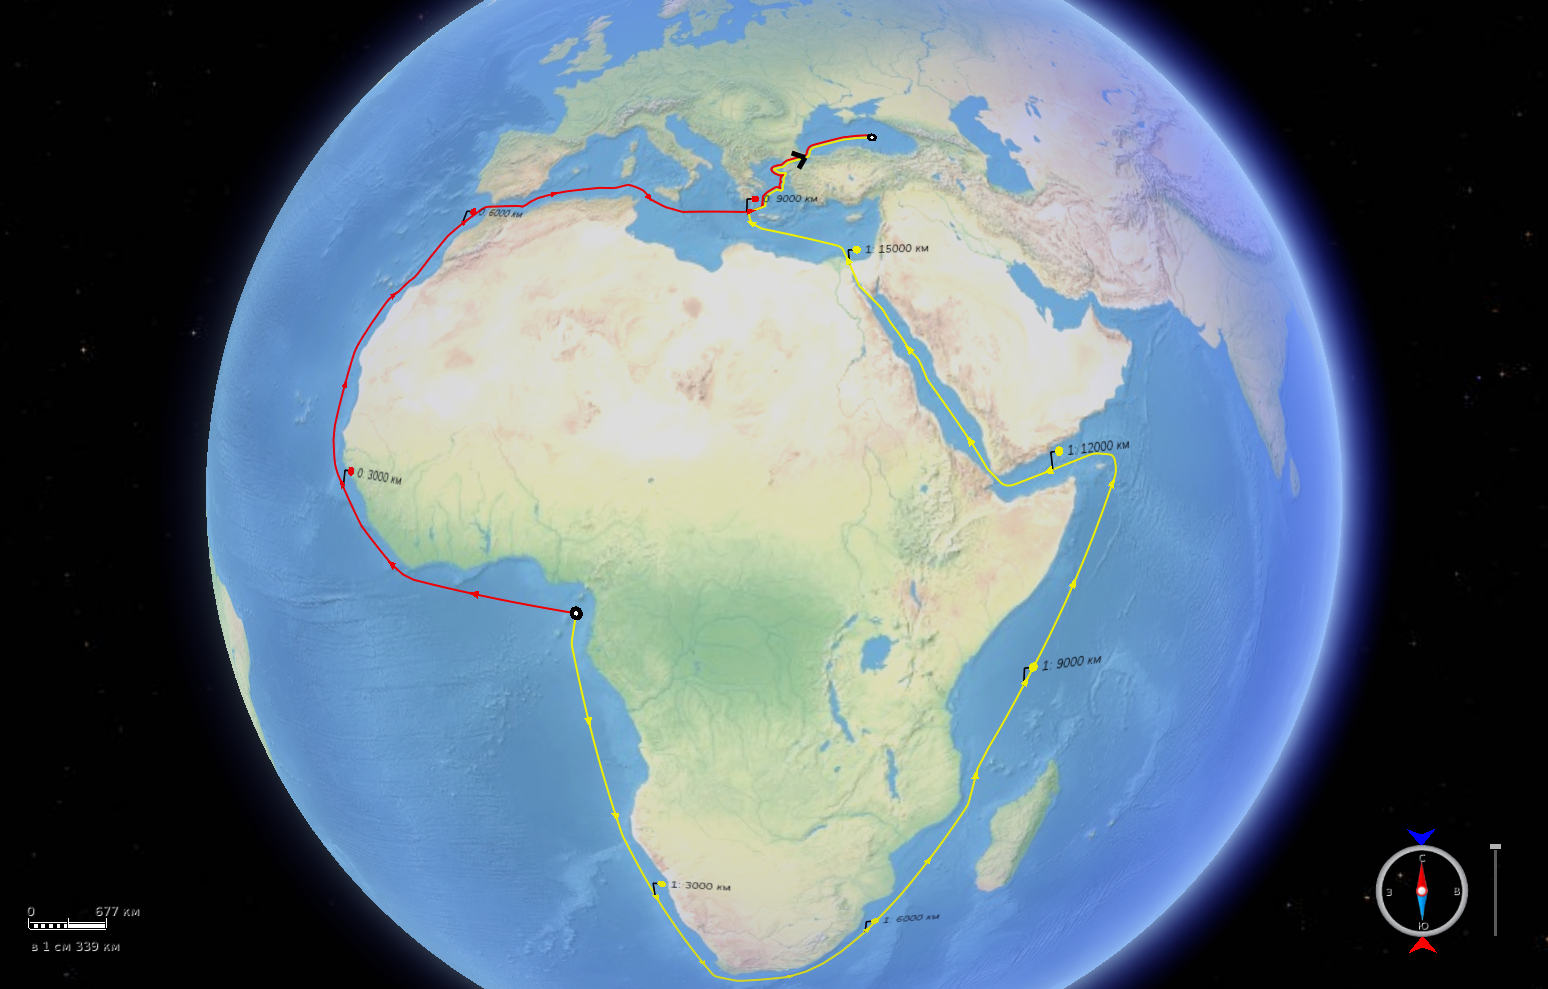 0: 6000 км
0: 9000 км
1: 15000 км
1: 12000 км
0: 3000 км
1: 9000 км
1: 3000 км
1: 6000 км
0 677 км
в 1 см 339 км
С
З В
Ю